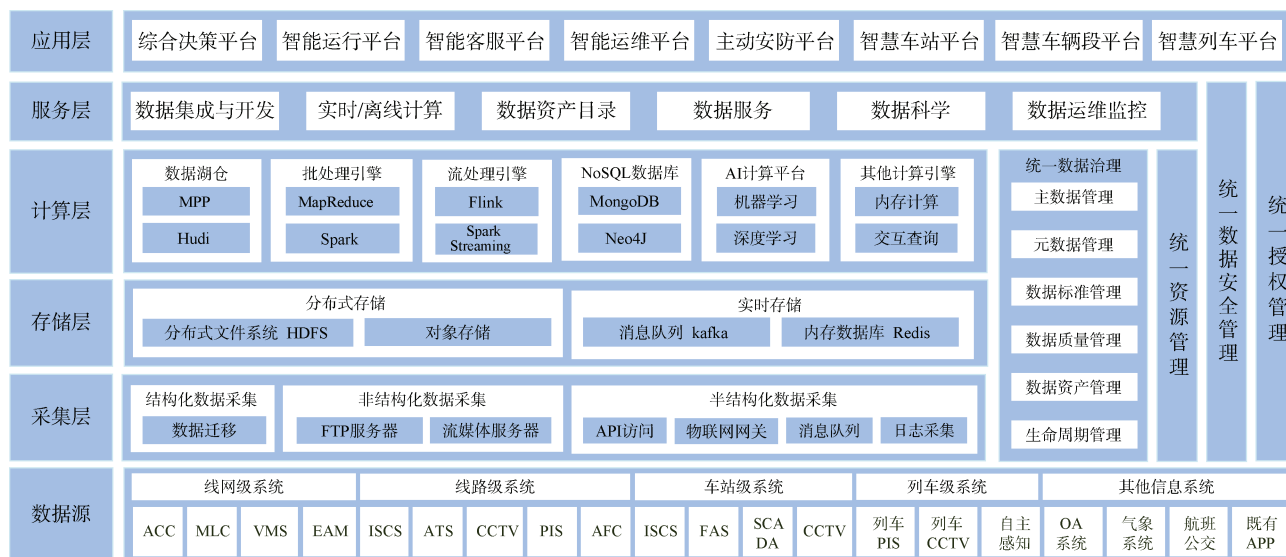 应用层
综合决策平台
智能运行平台
智能客服平台
智能运维平台
主动安防平台
智慧车站平台
智慧车辆段平台
智慧列车平台
服务层
数据集成与开发
实时/离线计算
数据资产目录
数据服务
数据科学
数据运维监控
计算层
数据湖仓
MPP
Hudi
批处理引擎
MapReduce
Spark
流处理引擎
Flink
Spark
Streaming
NoSQL数据库
MongoDB
Neo4J
AI计算平台
机器学习
深度学习
其他计算引擎
内存计算
交互查询
存储层
分布式存储
分布式文件系统 HDFS
对象存储
实时存储
消息队列 kafka
内存数据库 Redis
采集层
结构化数据采集
数据迁移
非结构化数据采集
FTP服务器
流媒体服务器
半结构化数据采集
API访问
物联网网关
消息队列
日志采集
统一数据治理
主数据管理
元数据管理
数据标准管理
数据质量管理
数据资产管理
生命周期管理
统一资源管理
统一数据安全管理
统一授权管理
数据源
线网级系统
ACC
MLC
VMS
EAM
线路级系统
ISCS
ATS
CCTV
PIS
AFC
车站级系统
ISCS
FAS
SCA
DA
CCTV
列车级系统
列车
PIS
列车
CCTV
自主
感知
其他信息系统
OA
系统
气象
系统
航班
公交
既有
APP